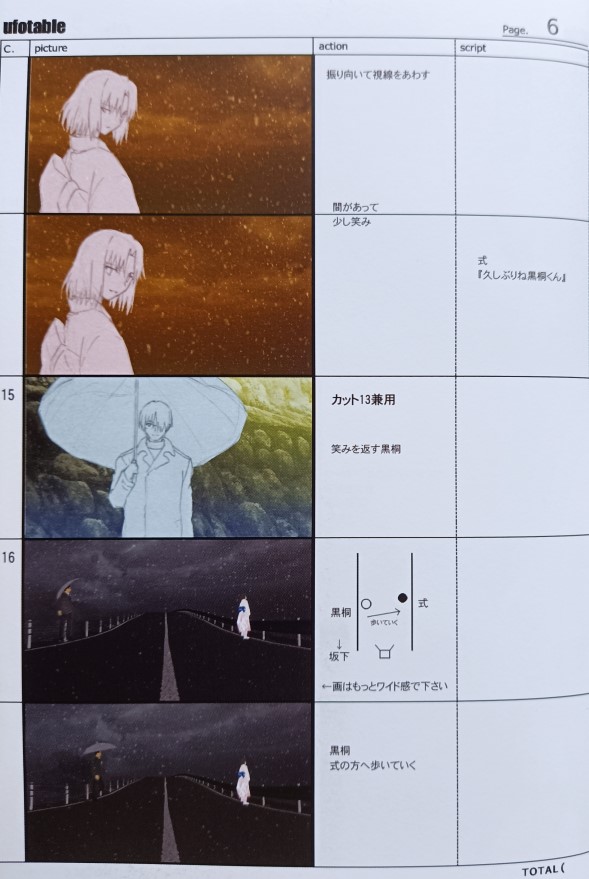 ufotable
Page. 6
C. picture action script
振り向いて視線をあわす
間があって
少し笑み
式
『久しぶりね黒桐くん』
15
カット13兼用
笑みを返す黒桐
16
黒桐
式
歩いていく
↓
坂下
←画はもっとワイド感で下さい
黒桐
式の方へ歩いていく
TOTAL(